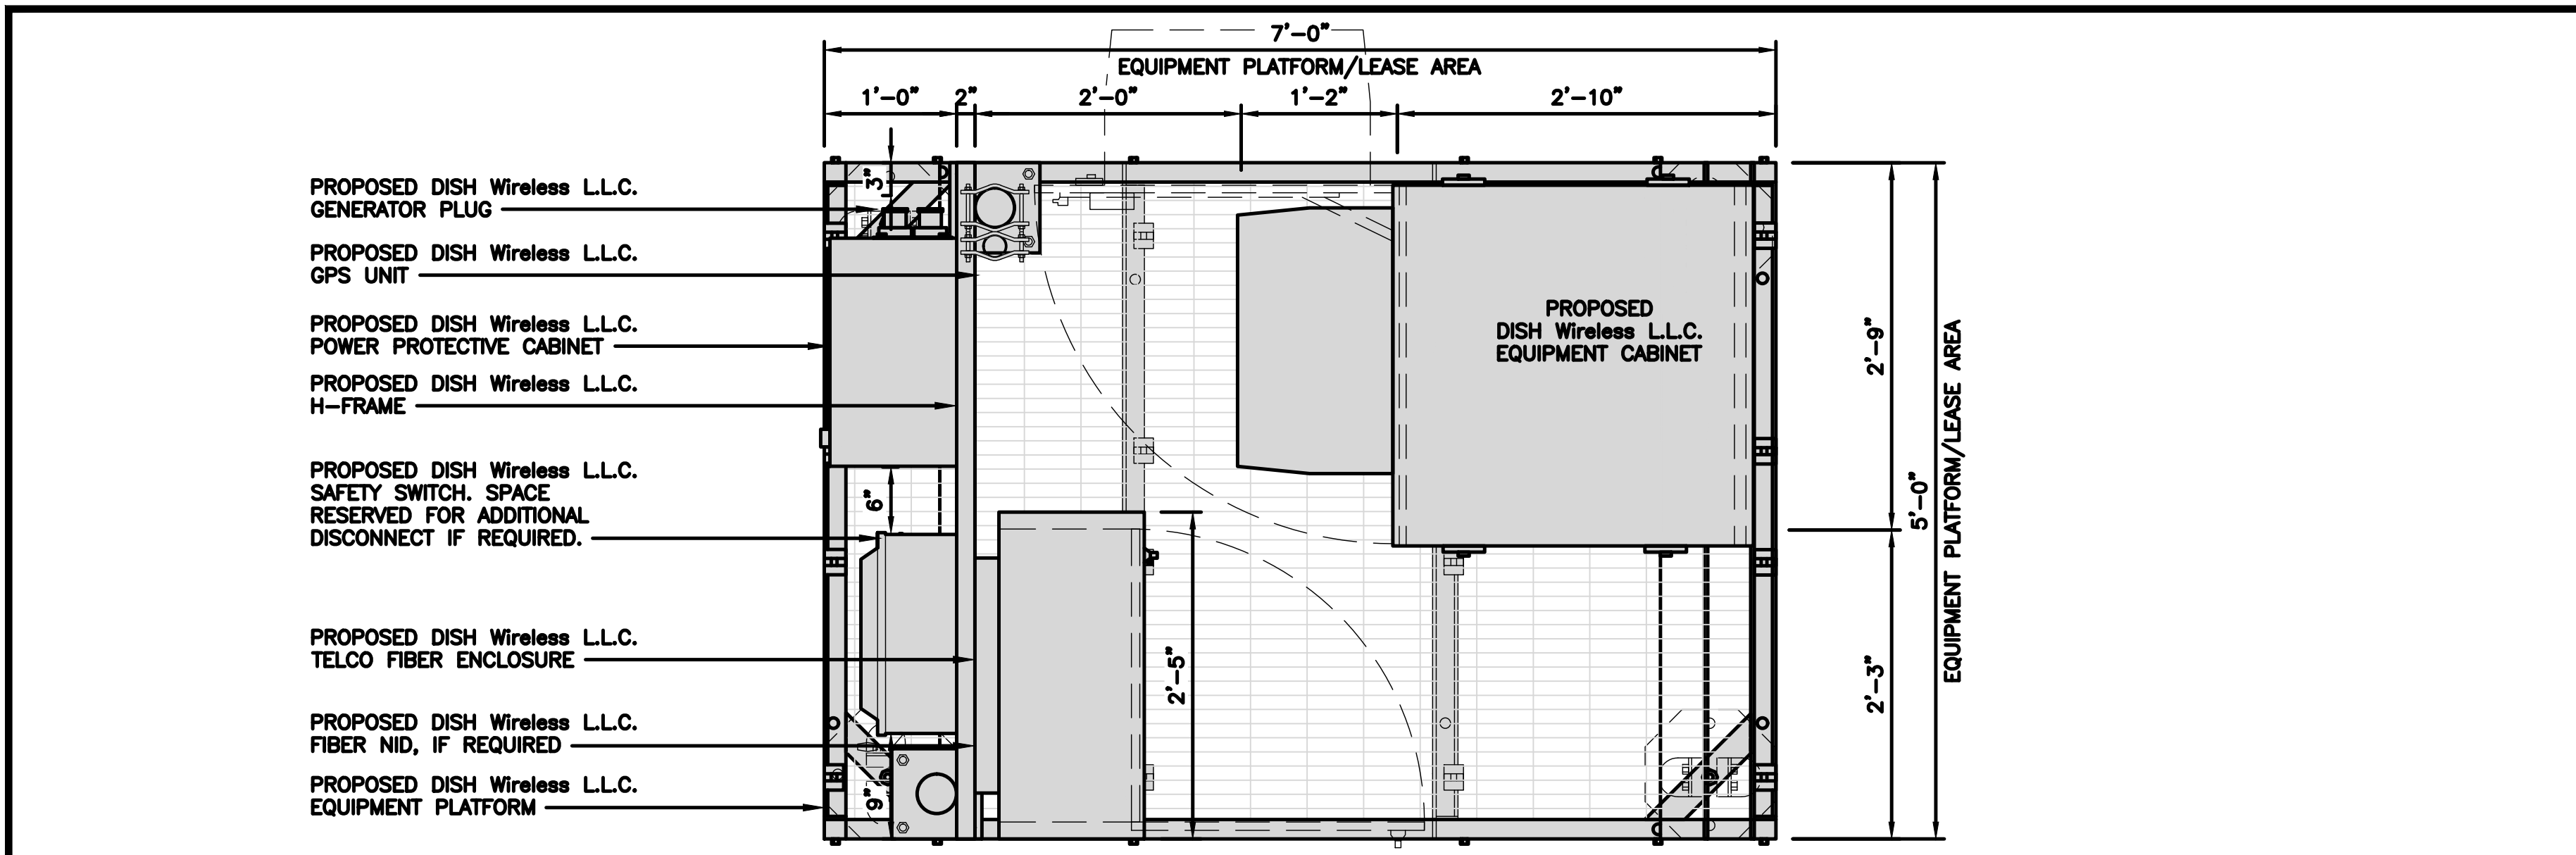 7'-0"
EQUIPMENT PLATFORM/LEASE AREA
1'-0" 2" 2'-0" 1'-2" 2'-10"
PROPOSED DISH Wireless L.L.C.
GENERATOR PLUG
PROPOSED DISH Wireless L.L.C.
GPS UNIT
PROPOSED DISH Wireless L.L.C.
POWER PROTECTIVE CABINET
PROPOSED DISH Wireless L.L.C.
H-FRAME
PROPOSED DISH Wireless L.L.C.
SAFETY SWITCH. SPACE
RESERVED FOR ADDITIONAL
DISCONNECT IF REQUIRED.
PROPOSED DISH Wireless L.L.C.
TELCO FIBER ENCLOSURE
PROPOSED DISH Wireless L.L.C.
FIBER NID, IF REQUIRED
PROPOSED DISH Wireless L.L.C.
EQUIPMENT PLATFORM
3"
6"
9"
2'-5"
PROPOSED
DISH Wireless L.L.C.
EQUIPMENT CABINET
2'-9"
2'-3"
5'-0"
EQUIPMENT PLATFORM/LEASE AREA